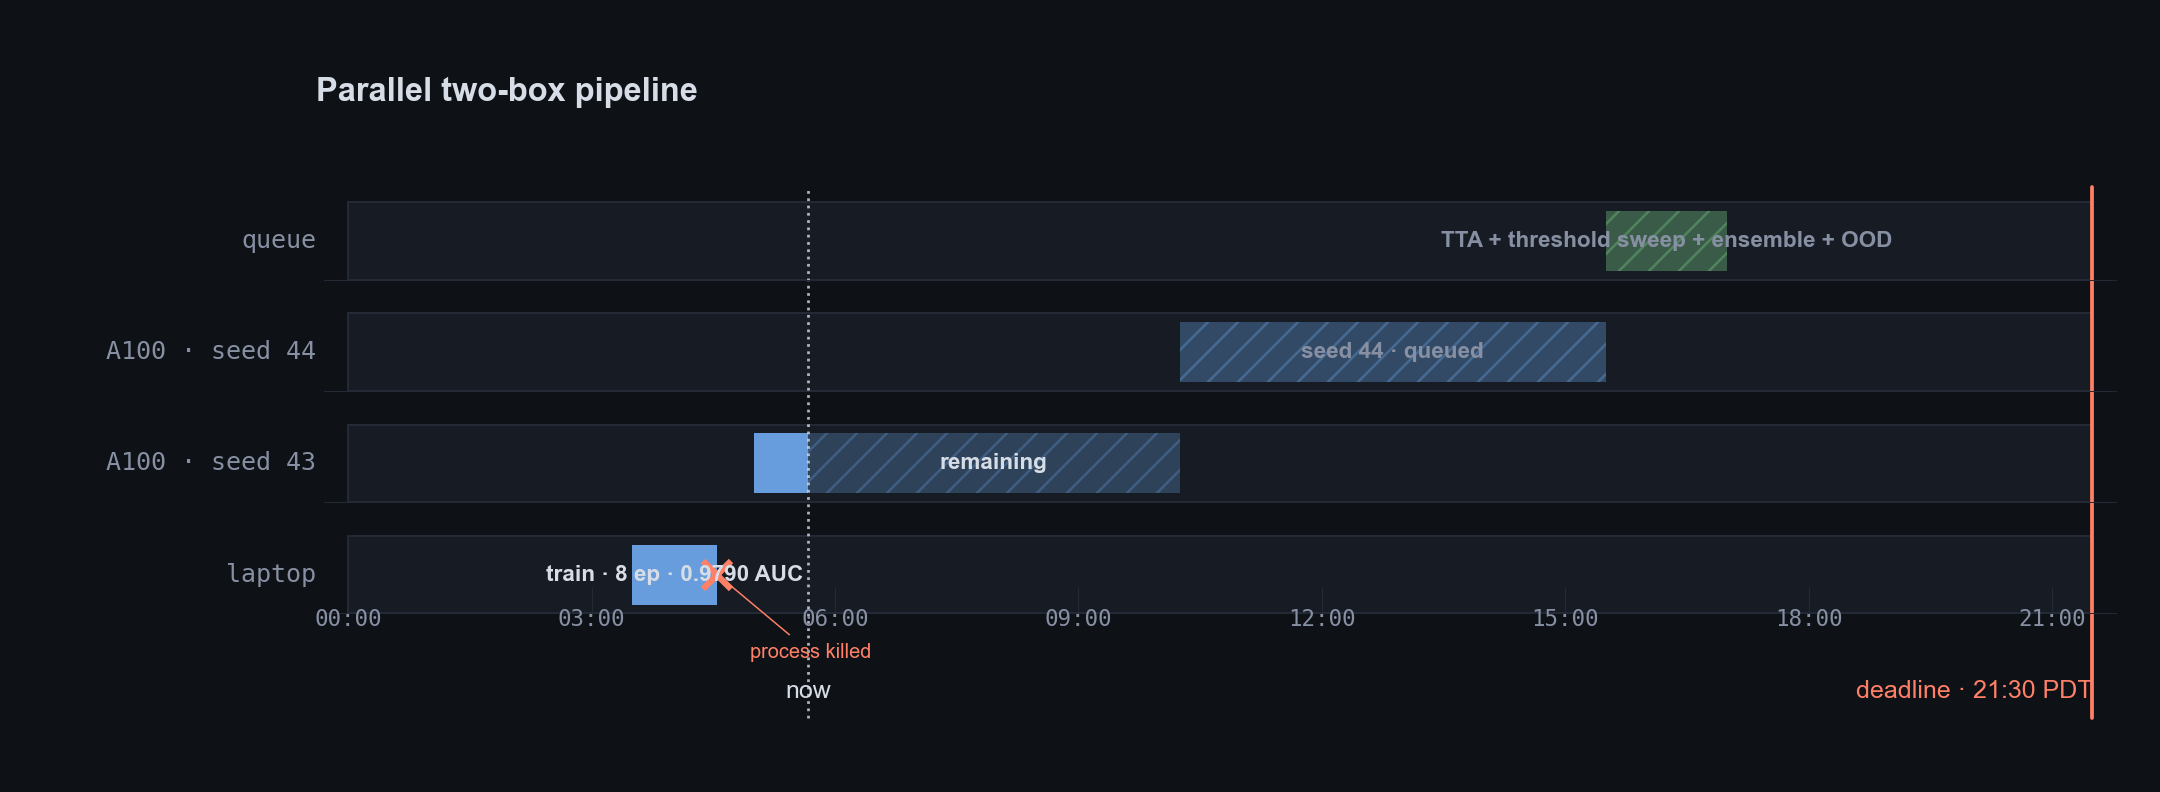 Parallel two-box pipeline
queue
TTA + threshold sweep + ensemble + OOD
A100 · seed 44
seed 44 · queued
A100 · seed 43
remaining
laptop
train · 8 ep · 0.9790 AUC
00:00 03:00 06:00 09:00 12:00 15:00 18:00 21:00
process killed
now
deadline · 21:30 PDT